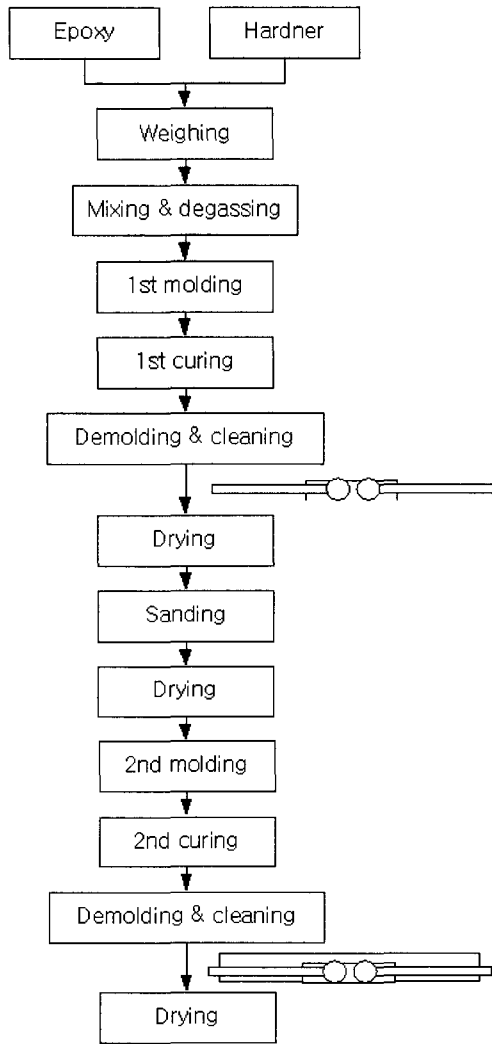 Epoxy
Hardner
Weighing
Mixing & degassing
1st molding
1st curing
Demolding & cleaning
Drying
Sanding
Drying
2nd molding
2nd curing
Demolding & cleaning
Drying